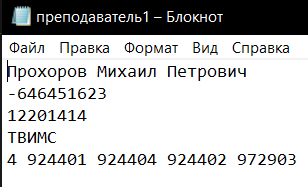 преподаватель1 – Блокнот
Файл Правка Формат Вид Справка
Прохоров Михаил Петрович
-646451623
12201414
ТВИМС
4 924401 924404 924402 972903